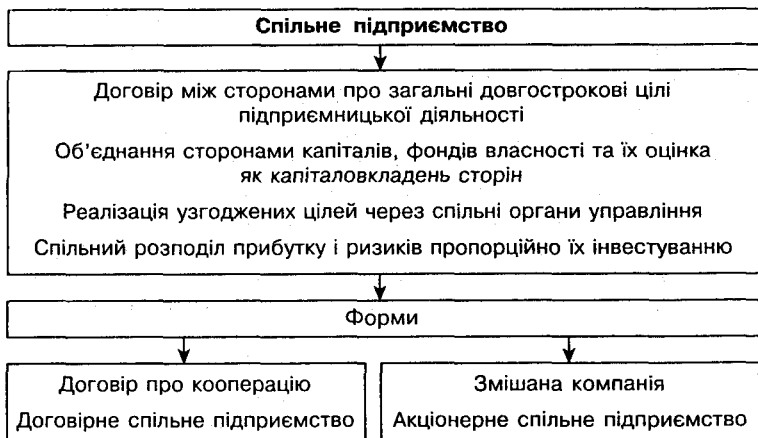 Спільне підприємство
Договір між сторонами про загальні довгострокові цілі
підприємницької діяльності
Об’єднання сторонами капіталів, фондів власності та їх оцінка
як капіталовкладень сторін
Реалізація узгоджених цілей через спільні органи управління
Спільний розподіл прибутку і ризиків пропорційно їх інвестуванню
Форми
Договір про кооперацію
Договірне спільне підприємство
Змішана компанія
Акціонерне спільне підприємство